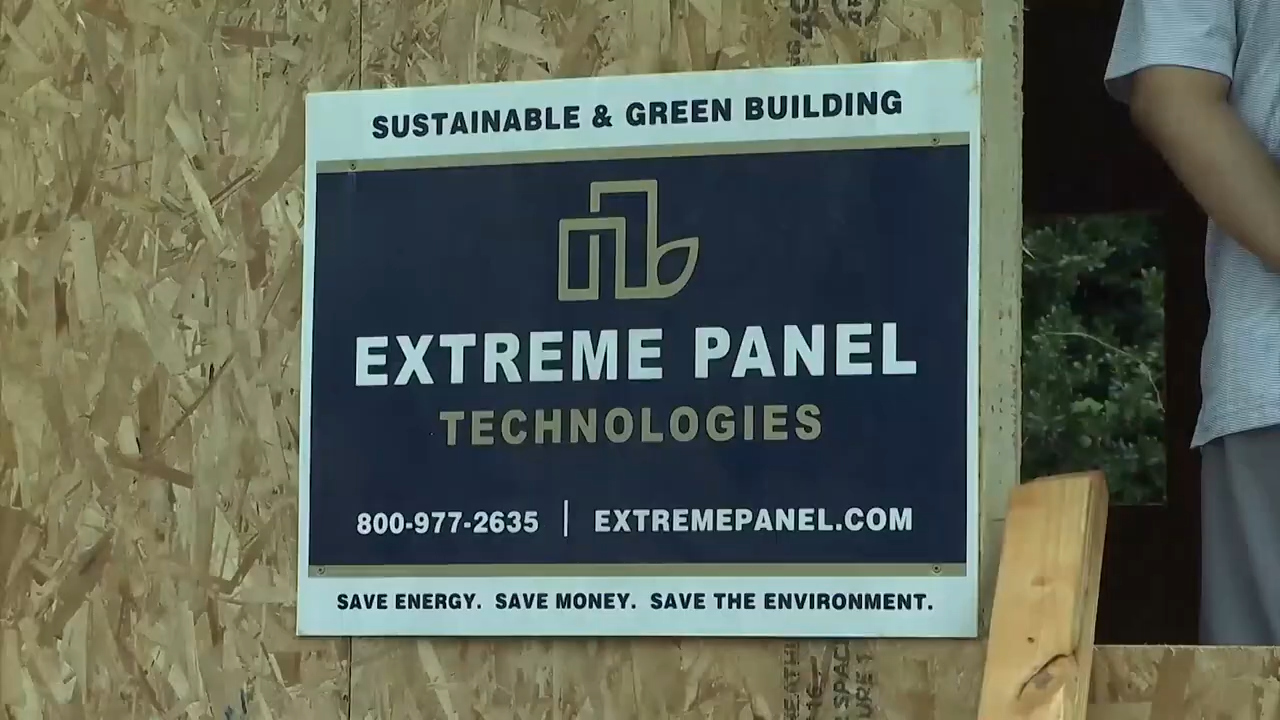 SUSTAINABLE & GREEN BUILDING
EXTREME PANEL
TECHNOLOGIES
800-977-2635 | EXTREMEPANEL.COM
SAVE ENERGY. SAVE MONEY. SAVE THE ENVIRONMENT.